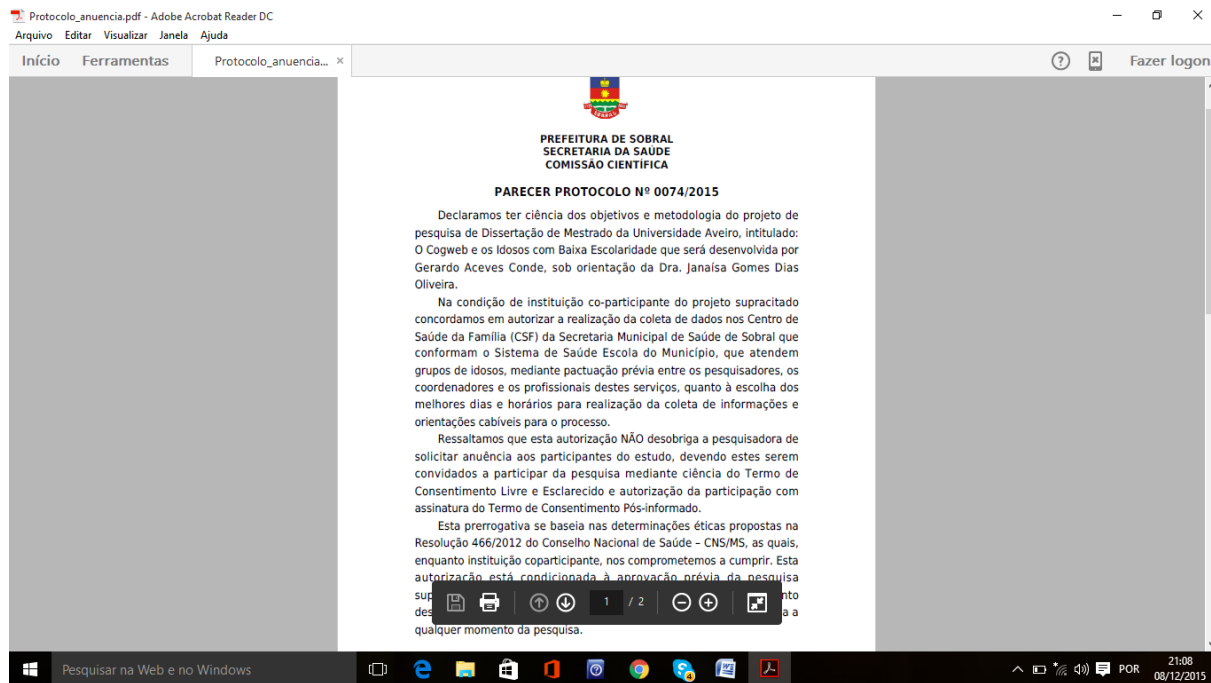 Protocolo_anuencia.pdf - Adobe Acrobat Reader DC
Arquivo Editar Visualizar Janela Ajuda
Início Ferramentas Protocolo_anuencia... × Fazer logon
PREFEITURA DE SOBRAL
SECRETARIA DA SAÚDE
COMISSÃO CIENTÍFICA
PARECER PROTOCOLO Nº 0074/2015
Declaramos ter ciência dos objetivos e metodologia do projeto de
pesquisa de Dissertação de Mestrado da Universidade Aveiro, intitulado:
O Cogweb e os Idosos com Baixa Escolaridade que será desenvolvida por
Gerardo Aceves Conde, sob orientação da Dra. Janaísa Gomes Dias
Oliveira.
Na condição de instituição co-participante do projeto supracitado
concordamos em autorizar a realização da coleta de dados nos Centro de
Saúde da Família (CSF) da Secretaria Municipal de Saúde de Sobral que
conformam o Sistema de Saúde Escola do Município, que atendem
grupos de idosos, mediante pactuação prévia entre os pesquisadores, os
coordenadores e os profissionais destes serviços, quanto à escolha dos
melhores dias e horários para realização da coleta de informações e
orientações cabíveis para o processo.
Ressaltamos que esta autorização NÃO desobriga a pesquisadora de
solicitar anuência aos participantes do estudo, devendo estes serem
convidados a participar da pesquisa mediante ciência do Termo de
Consentimento Livre e Esclarecido e autorização da participação com
assinatura do Termo de Consentimento Pós-informado.
Esta prerrogativa se baseia nas determinações éticas propostas na
Resolução 466/2012 do Conselho Nacional de Saúde – CNS/MS, as quais,
enquanto instituição coparticipante, nos comprometemos a cumprir. Esta
autorização está condicionada à aprovação prévia da pesquisa
1 / 2
a a
qualquer momento da pesquisa.
Pesquisar na Web e no Windows
POR
21:08
08/12/2015